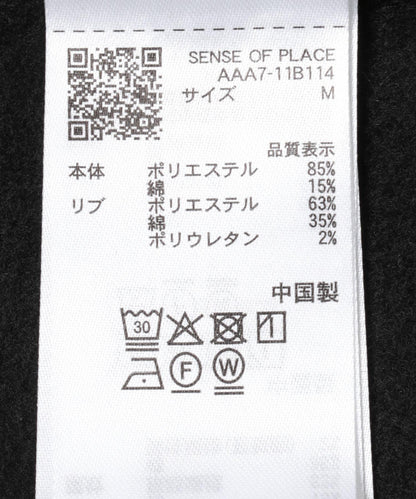 SENSE OF PLACE
AAA7-11B114
サイズ M
品質表示
本体 ポリエステル 85%
綿 15%
リブ ポリエステル 63%
綿 35%
ポリウレタン 2%
中国製
30
F W